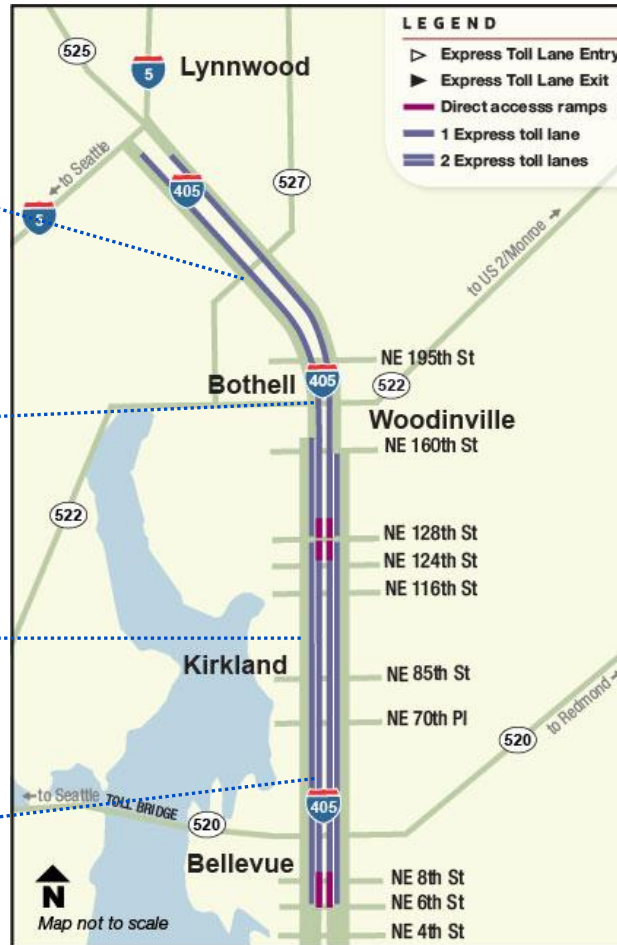 LEGEND
Express Toll Lane Entry
Express Toll Lane Exit
Direct accesss ramps
1 Express toll lane
2 Express toll lanes
525
5
Lynnwood
to Seattle
405
527
5
to US 2/Monroe
NE 195th St
Bothell
405
522
Woodinville
NE 160th St
522
NE 128th St
NE 124th St
NE 116th St
Kirkland
NE 85th St
NE 70th Pl
to Redmond
520
to Seattle
TOLL BRIDGE
405
520
Bellevue
NE 8th St
NE 6th St
NE 4th St
N
Map not to scale